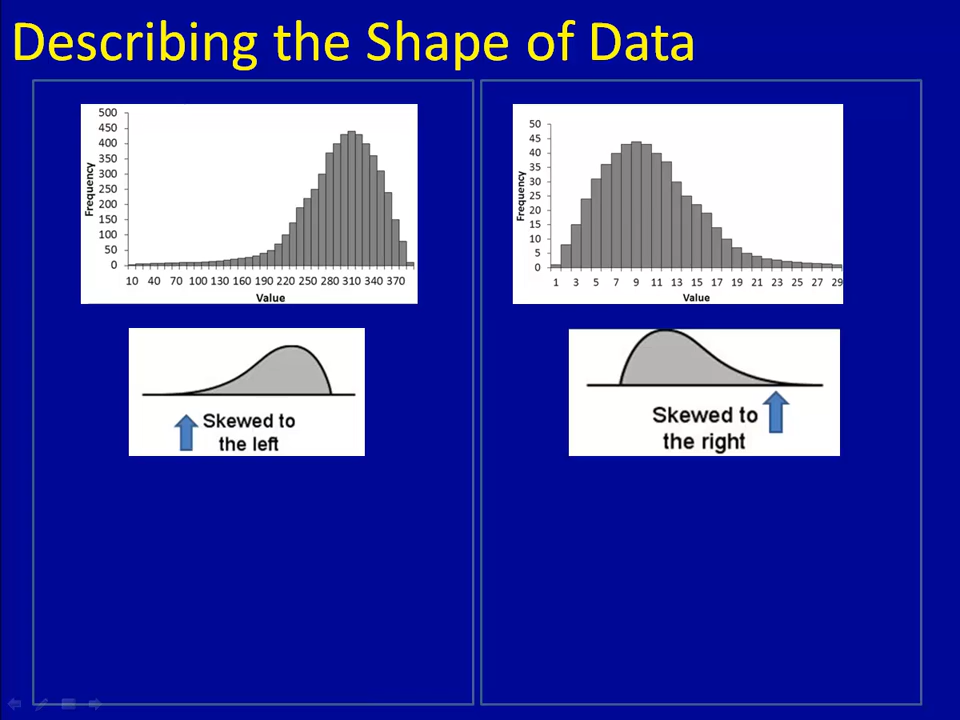 Describing the Shape of Data
500
450
400
350
300
250
200
150
100
50
0
Frequency
10 40 70 100 130 160 190 220 250 280 310 340 370
Value
Skewed to
the left
50
45
40
35
30
25
20
15
10
5
0
Frequency
1 3 5 7 9 11 13 15 17 19 21 23 25 27 29
Value
Skewed to
the right